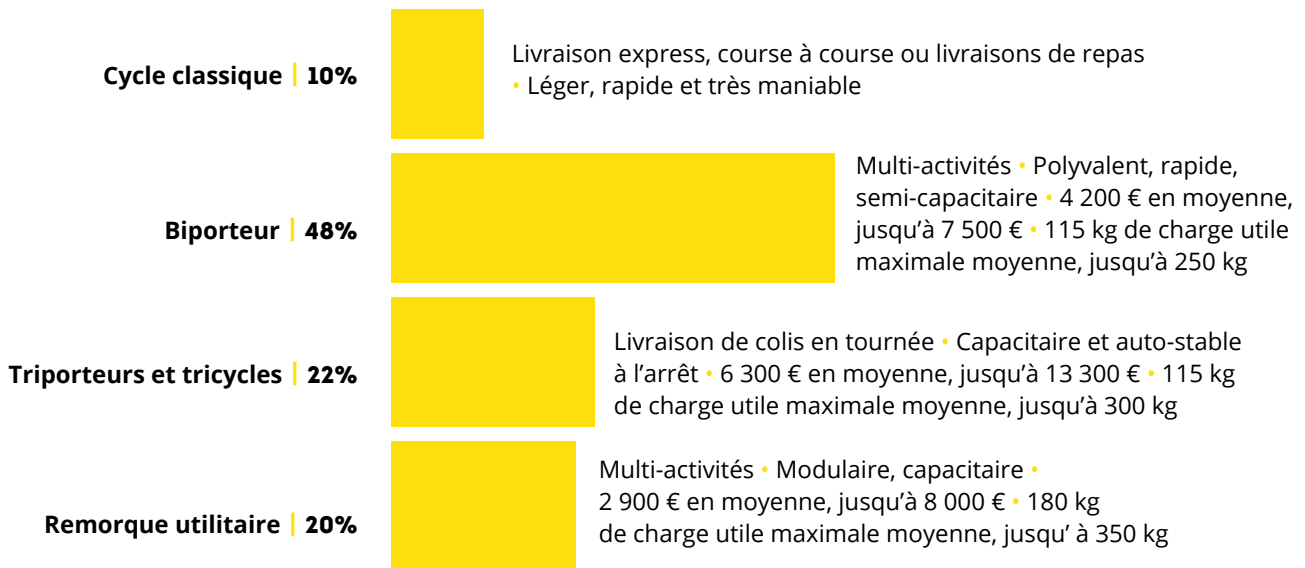 Cycle classique | 10%
Livraison express, course à course ou livraisons de repas
• Léger, rapide et très maniable
Biporteur | 48%
Multi-activités • Polyvalent, rapide,
semi-capacitaire • 4 200 € en moyenne,
jusqu’à 7 500 € • 115 kg de charge utile
maximale moyenne, jusqu’à 250 kg
Triporteurs et tricycles | 22%
Livraison de colis en tournée • Capacitaire et auto-stable
à l’arrêt • 6 300 € en moyenne, jusqu’à 13 300 € • 115 kg
de charge utile maximale moyenne, jusqu’à 300 kg
Remorque utilitaire | 20%
Multi-activités • Modulaire, capacitaire •
2 900 € en moyenne, jusqu’à 8 000 € • 180 kg
de charge utile maximale moyenne, jusqu’ à 350 kg